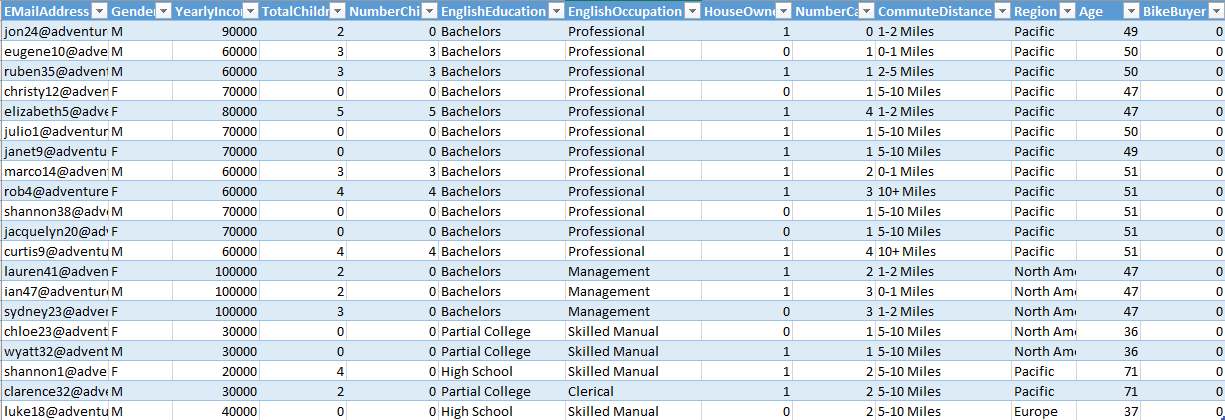 EMailAddress Gender YearlyIncom TotalChildr NumberChi EnglishEducation EnglishOccupation HouseOwne NumberCa CommuteDistance Region Age BikeBuyer
jon24@adventur M 90000 2 0 Bachelors Professional 1 0 1-2 Miles Pacific 49 0
eugene10@adve M 60000 3 3 Bachelors Professional 0 1 0-1 Miles Pacific 50 0
ruben35@advent M 60000 3 3 Bachelors Professional 1 1 2-5 Miles Pacific 50 0
christy12@adven F 70000 0 0 Bachelors Professional 0 1 5-10 Miles Pacific 47 0
elizabeth5@adve F 80000 5 5 Bachelors Professional 1 4 1-2 Miles Pacific 47 0
julio1@adventur M 70000 0 0 Bachelors Professional 1 1 5-10 Miles Pacific 50 0
janet9@adventu F 70000 0 0 Bachelors Professional 1 1 5-10 Miles Pacific 49 0
marco14@adven M 60000 3 3 Bachelors Professional 1 2 0-1 Miles Pacific 51 0
rob4@adventure F 60000 4 4 Bachelors Professional 1 3 10+ Miles Pacific 51 0
shannon38@adv M 70000 0 0 Bachelors Professional 0 1 5-10 Miles Pacific 51 0
jacquelyn20@adv F 70000 0 0 Bachelors Professional 0 1 5-10 Miles Pacific 51 0
curtis9@adventu M 60000 4 4 Bachelors Professional 1 4 10+ Miles Pacific 51 0
lauren41@adven F 100000 2 0 Bachelors Management 1 2 1-2 Miles North Ame 47 0
ian47@adventure M 100000 2 0 Bachelors Management 1 3 0-1 Miles North Ame 47 0
sydney23@adve F 100000 3 0 Bachelors Management 0 3 1-2 Miles North Ame 47 0
chloe23@advent F 30000 0 0 Partial College Skilled Manual 0 1 5-10 Miles North Ame 36 0
wyatt32@advent M 30000 0 0 Partial College Skilled Manual 1 1 5-10 Miles North Ame 36 0
shannon1@adve F 20000 4 0 High School Skilled Manual 1 2 5-10 Miles Pacific 71 0
clarence32@adve M 30000 2 0 Partial College Clerical 1 2 5-10 Miles Pacific 71 0
luke18@adventu M 40000 0 0 High School Skilled Manual 0 2 5-10 Miles Europe 37 0